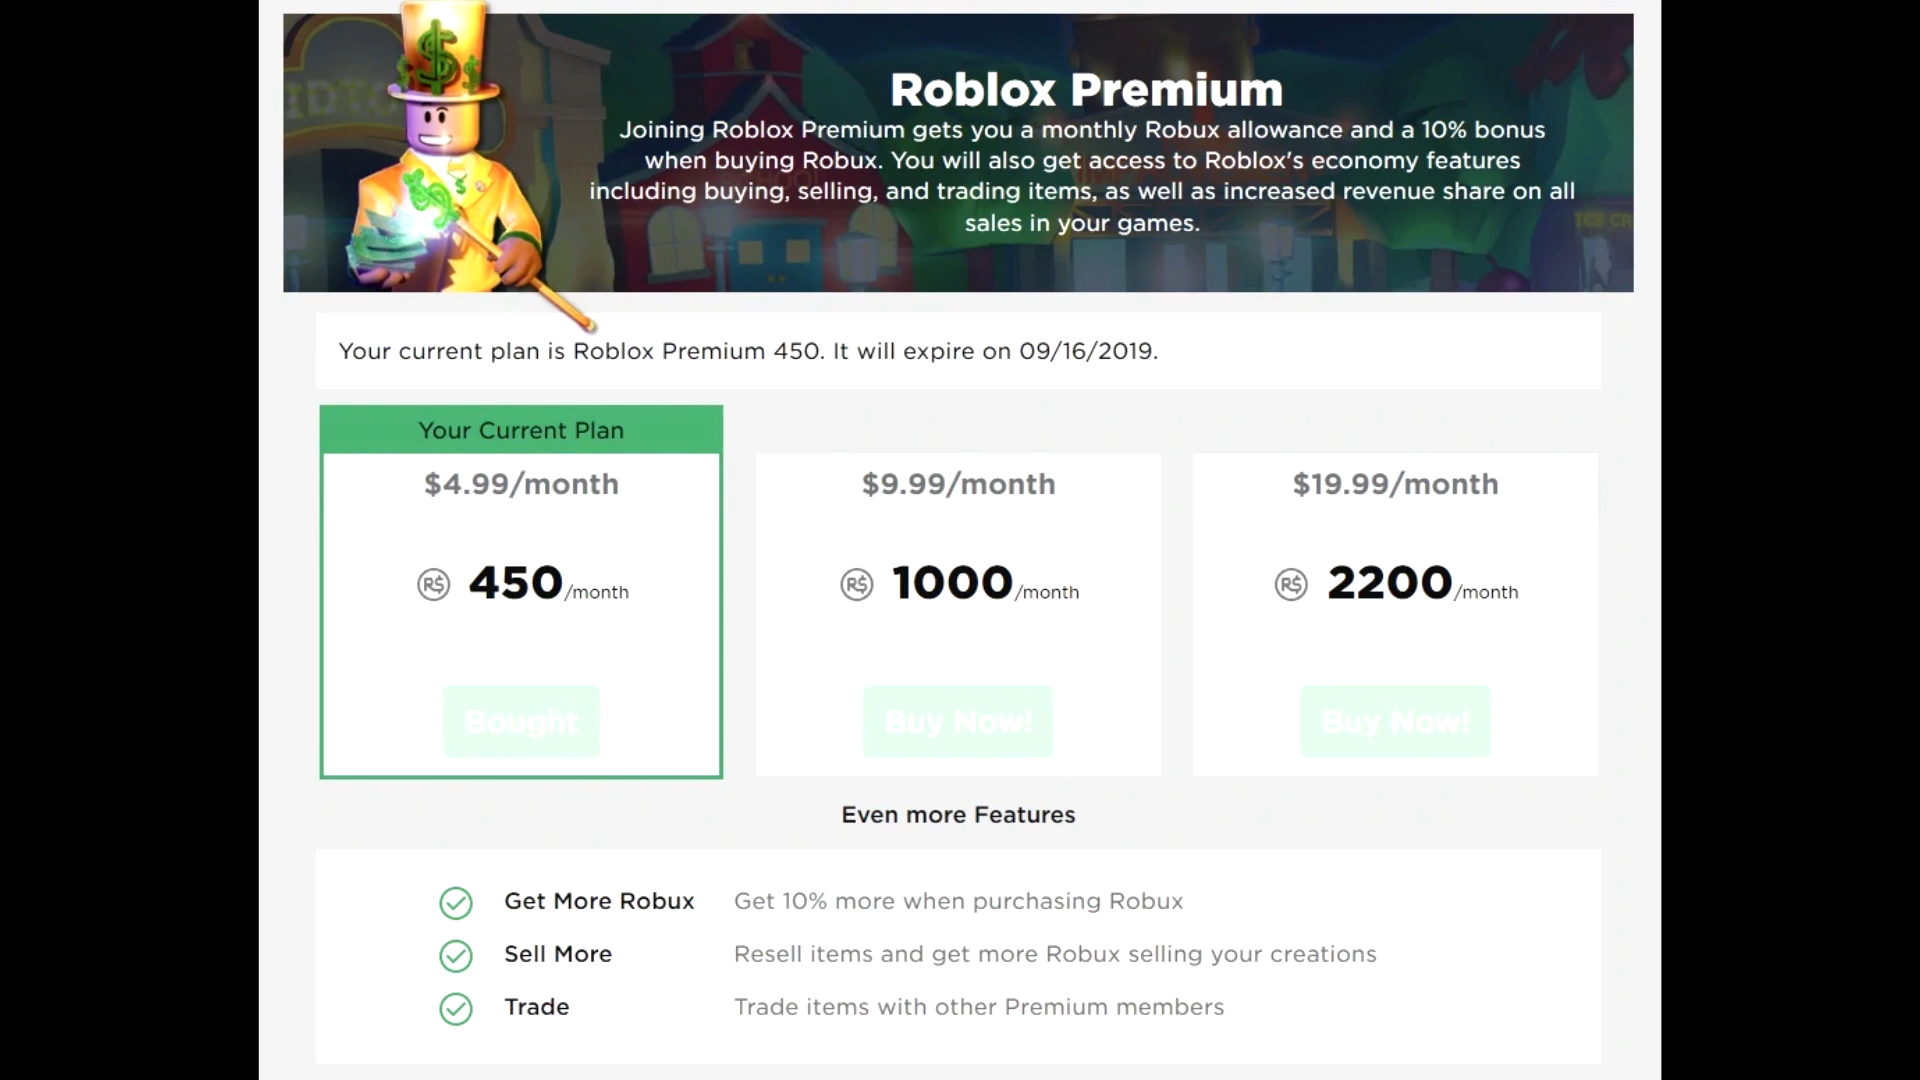 Roblox Premium
Joining Roblox Premium gets you a monthly Robux allowance and a 10% bonus
when buying Robux. You will also get access to Roblox's economy features
including buying, selling, and trading items, as well as increased revenue share on all
sales in your games.
Your current plan is Roblox Premium 450. It will expire on 09/16/2019.
Your Current Plan
$4.99/month
R$ 450/month
Bought
$9.99/month
R$ 1000/month
Buy Now!
$19.99/month
R$ 2200/month
Buy Now!
Even more Features
Get More Robux Get 10% more when purchasing Robux
Sell More Resell items and get more Robux selling your creations
Trade Trade items with other Premium members